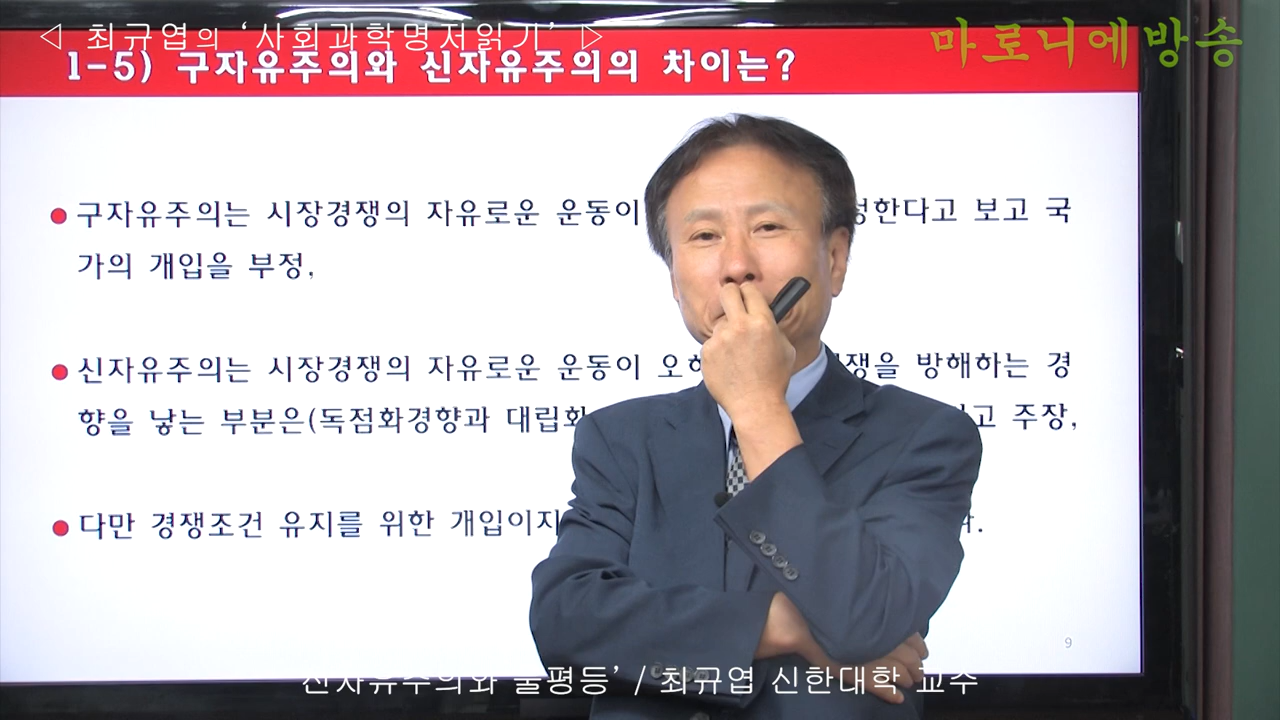 ◁ 최규엽의 '사회과학명저읽기' ▷
마로니에방송
1-5) 구자유주의와 신자유주의의 차이는?
구자유주의는 시장경쟁의 자유로운 운동이 성한다고 보고 국
가의 개입을 부정,
신자유주의는 시장경쟁의 자유로운 운동이 오히 쟁을 방해하는 경
향을 낳는 부분은(독점화경향과 대립화 고 주장,
다만 경쟁조건 유지를 위한 개입이지 다.
9
신자유주의와 불평등' / 최규엽 신한대학 교수